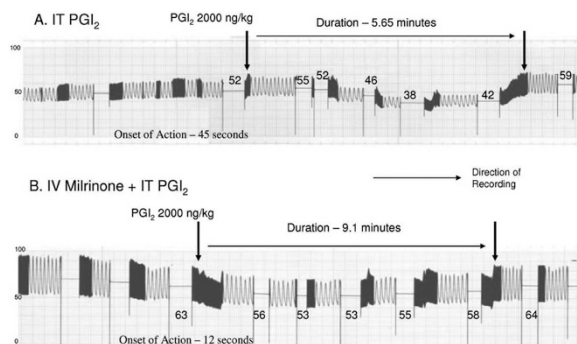 A. IT PGI₂
PGI₂ 2000 ng/kg
Duration – 5.65 minutes
100
50
0
52
55
52
46
38
42
59
Onset of Action – 45 seconds
B. IV Milrinone + IT PGI₂
Direction of
Recording
PGI₂ 2000 ng/kg
Duration – 9.1 minutes
100
50
0
63
56
53
53
55
58
64
Onset of Action – 12 seconds